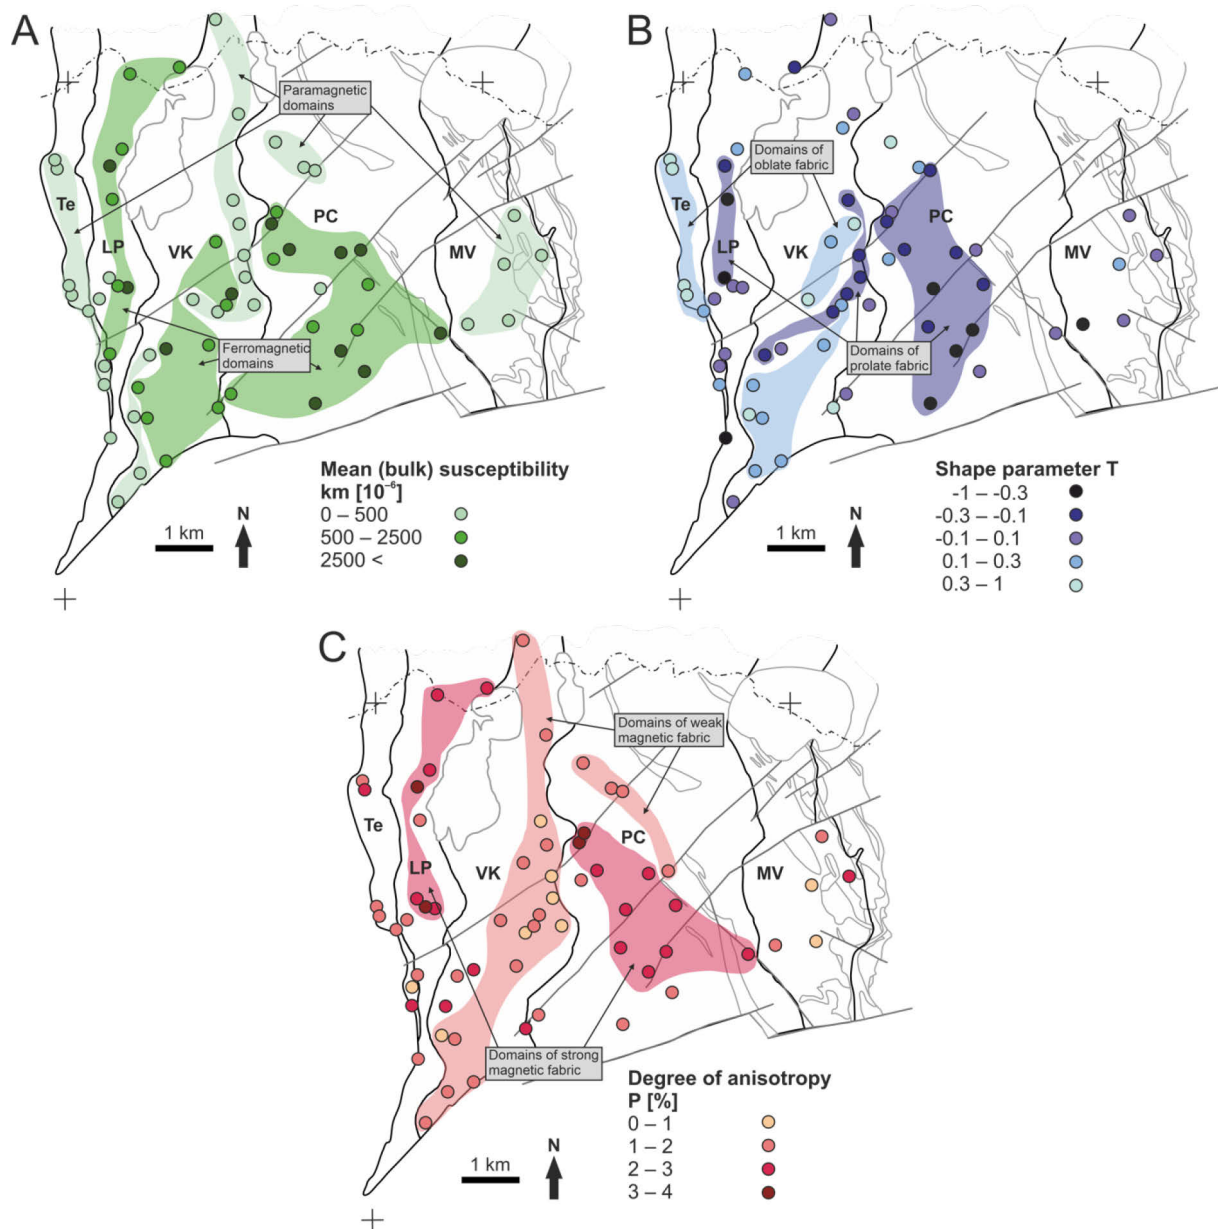 A
Paramagnetic
domains
Te
LP
VK
PC
MV
Ferromagnetic
domains
Mean (bulk) susceptibility
km [10⁻⁶]
0 – 500
500 – 2500
2500 <
1 km
N
B
Domains of
oblate fabric
Te
LP
VK
PC
MV
Domains of
prolate fabric
Shape parameter T
-1 – -0.3
-0.3 – -0.1
-0.1 – 0.1
0.1 – 0.3
0.3 – 1
1 km
N
C
Domains of weak
magnetic fabric
Te
LP
VK
PC
MV
Domains of strong
magnetic fabric
Degree of anisotropy
P [%]
0 – 1
1 – 2
2 – 3
3 – 4
1 km
N